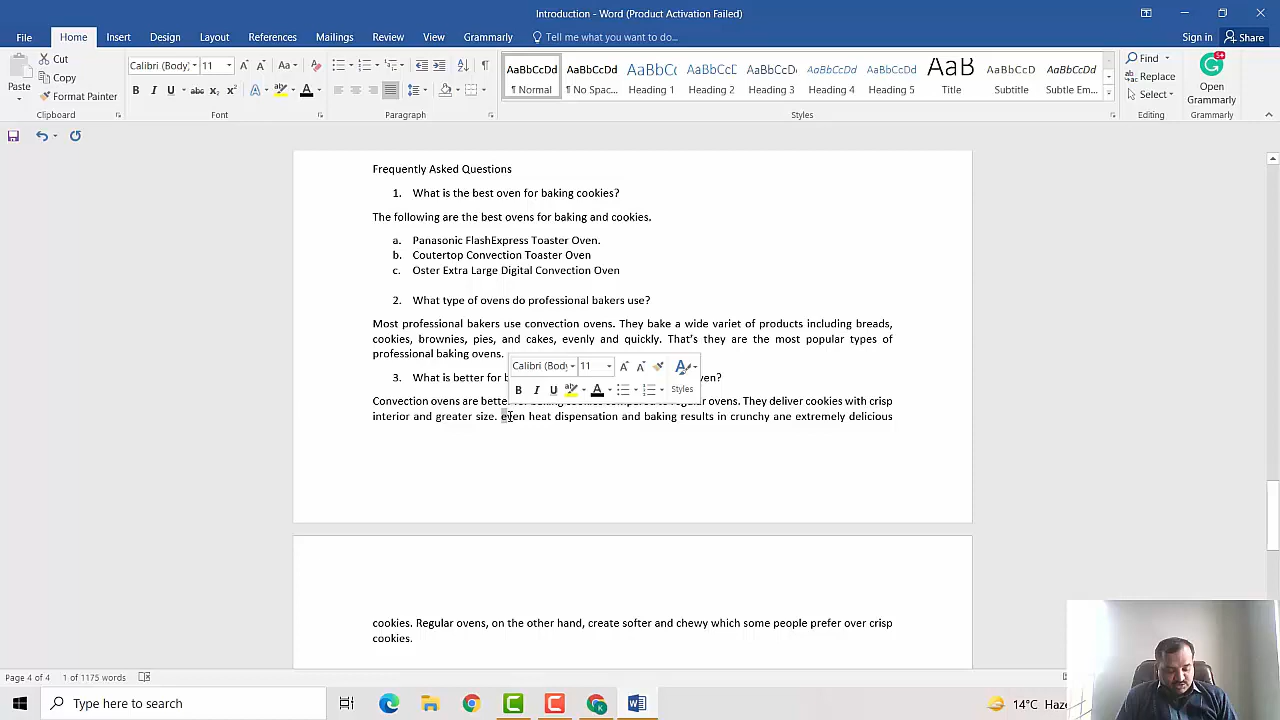 Introduction - Word (Product Activation Failed)
File Home Insert Design Layout References Mailings Review View Grammarly Tell me what you want to do... Sign in Share
Paste
Cut
Copy
Format Painter
Clipboard
Calibri (Body) 11
Font
Paragraph
AaBbCcDd AaBbCcDd AaBbCc AaBbCcD AaBbCcD AaBbCcDd AaBbCcD AaB AaBbCcD AaBbCcDd
¶ Normal ¶ No Spac... Heading 1 Heading 2 Heading 3 Heading 4 Heading 5 Title Subtitle Subtle Em...
Styles
Find
Replace
Select
Editing
Open
Grammarly
Grammarly
Frequently Asked Questions
1. What is the best oven for baking cookies?
The following are the best ovens for baking and cookies.
a. Panasonic FlashExpress Toaster Oven.
b. Coutertop Convection Toaster Oven
c. Oster Extra Large Digital Convection Oven
2. What type of ovens do professional bakers use?
Most professional bakers use convection ovens. They bake a wide variet of products including breads,
cookies, brownies, pies, and cakes, evenly and quickly. That's they are the most popular types of
professional baking ovens.
Calibri (Body) 11
Styles
3. What is better for
Convection ovens are better ovens. They deliver cookies with crisp
interior and greater size. even heat dispensation and baking results in crunchy ane extremely delicious
cookies. Regular ovens, on the other hand, create softer and chewy which some people prefer over crisp
cookies.
Page 4 of 4 1 of 1175 words
Type here to search
14°C Haze